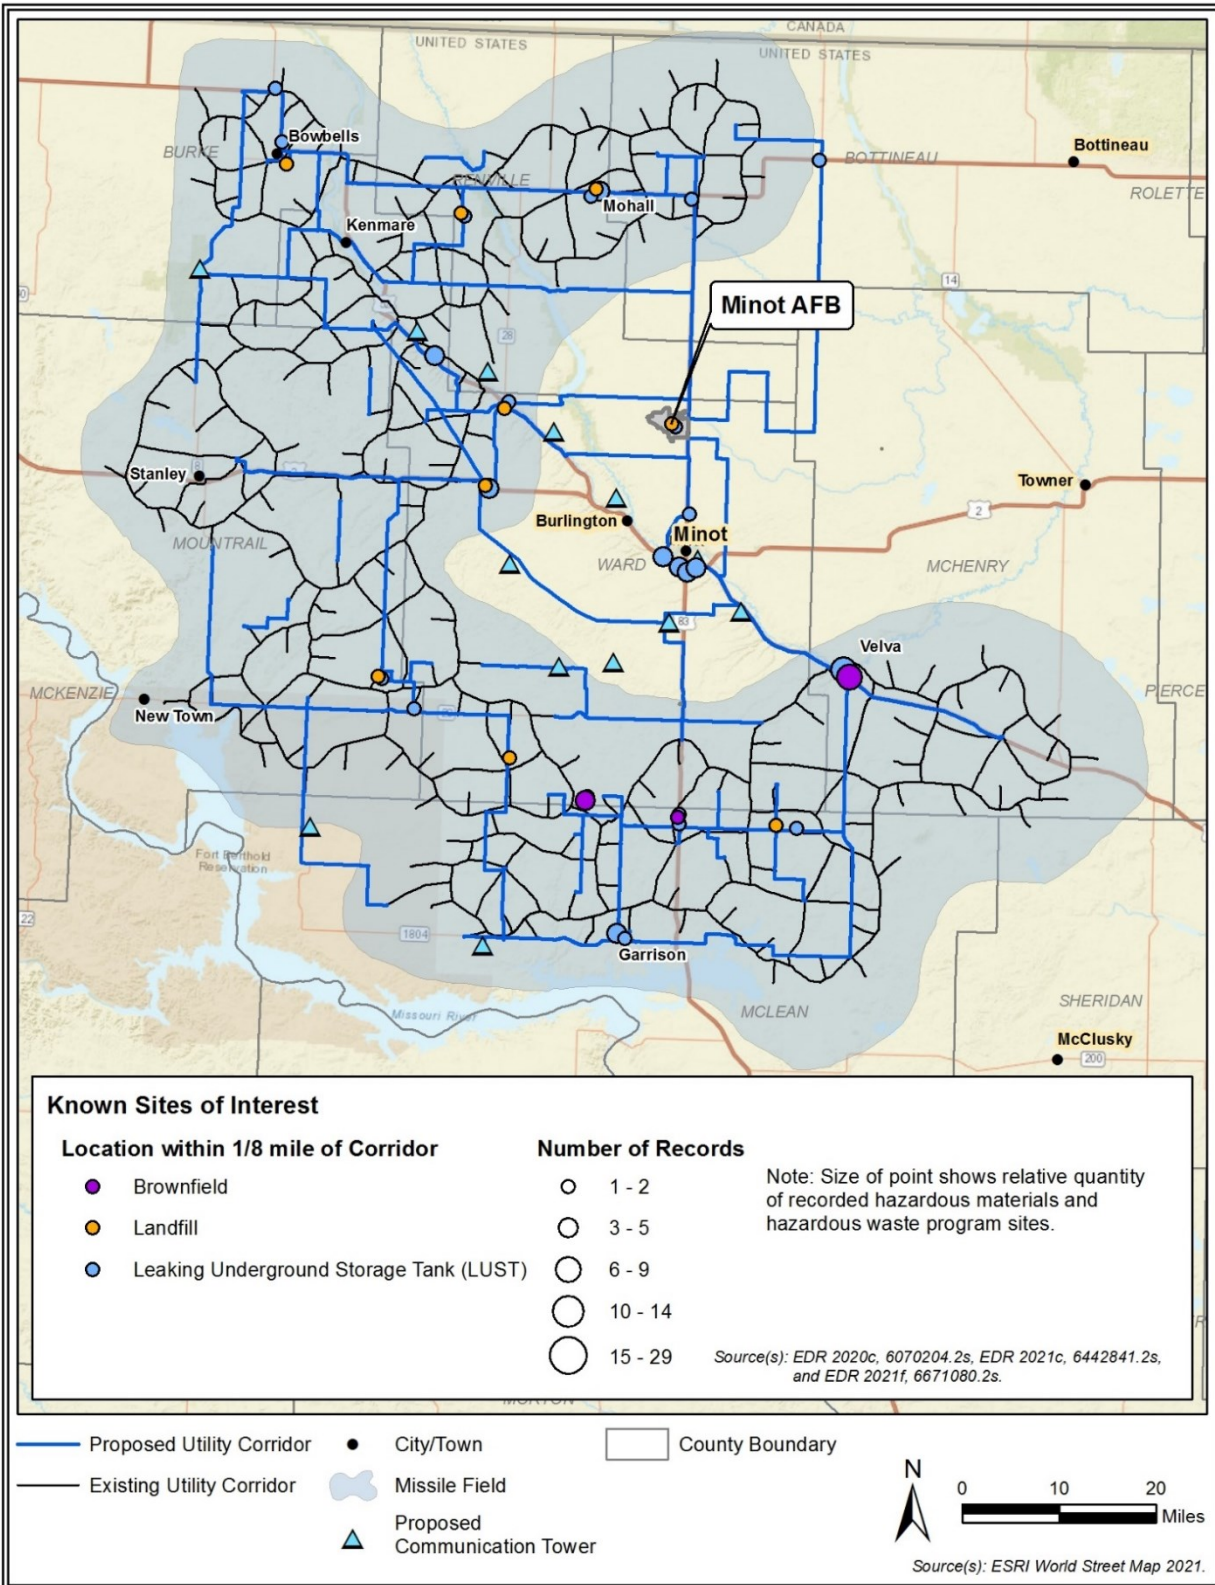 CANADA
UNITED STATES
UNITED STATES
Bowbells
BURKE
BOTTINEAU
Bottineau
RENVILLE
ROLETTE
Mohall
Kenmare
14
Minot AFB
28
Stanley
8
2
Towner
Burlington
2
Minot
MOUNTRAIL
WARD
MCHENRY
83
Velva
MCKENZIE
PIERCE
New Town
Fort Berthold
Reservation
22
1804
Garrison
Missouri River
MCLEAN
SHERIDAN
McClusky
200
Known Sites of Interest
Location within 1/8 mile of Corridor
Brownfield
Landfill
Leaking Underground Storage Tank (LUST)
Number of Records
1 - 2
3 - 5
6 - 9
10 - 14
15 - 29
Note: Size of point shows relative quantity
of recorded hazardous materials and
hazardous waste program sites.
Source(s): EDR 2020c, 6070204.2s, EDR 2021c, 6442841.2s,
and EDR 2021f, 6671080.2s.
MORTON
Proposed Utility Corridor
Existing Utility Corridor
City/Town
Missile Field
Proposed
Communication Tower
County Boundary
N
0 10 20
Miles
Source(s): ESRI World Street Map 2021.